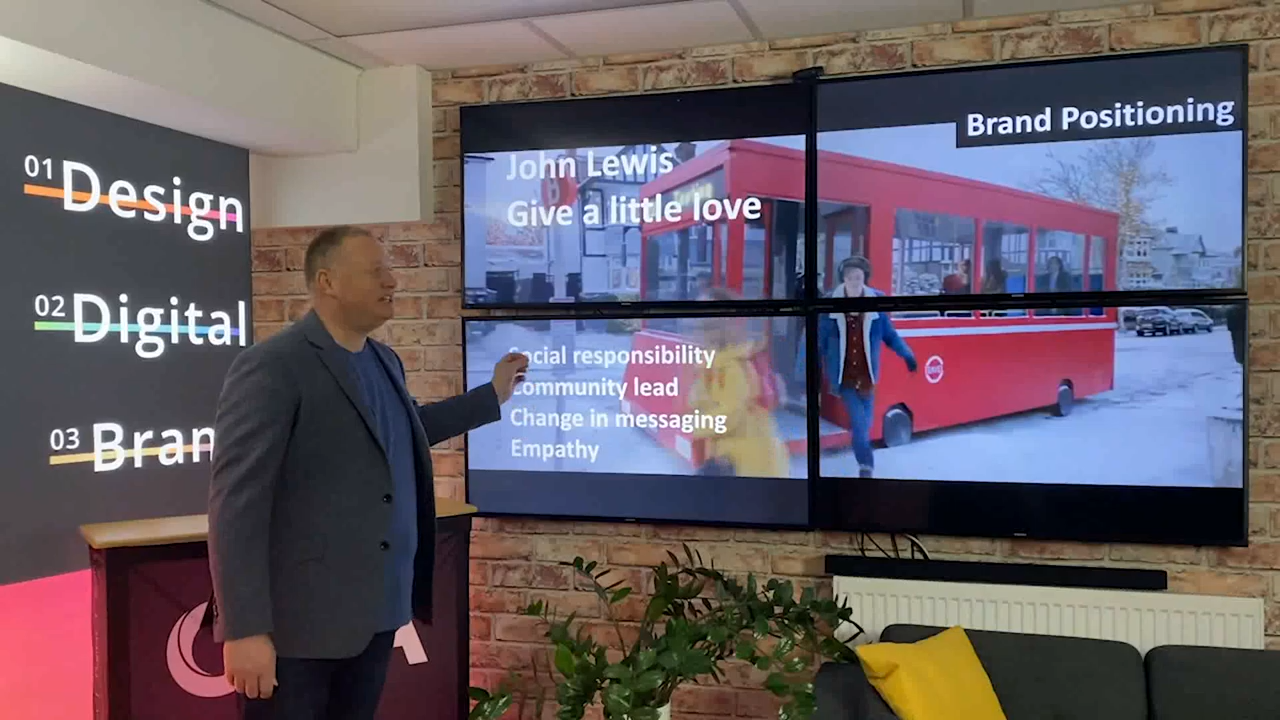 01 Design
02 Digital
03 Bran
Brand Positioning
John Lewis
Give a little love
Social responsibility
Community lead
Change in messaging
Empathy